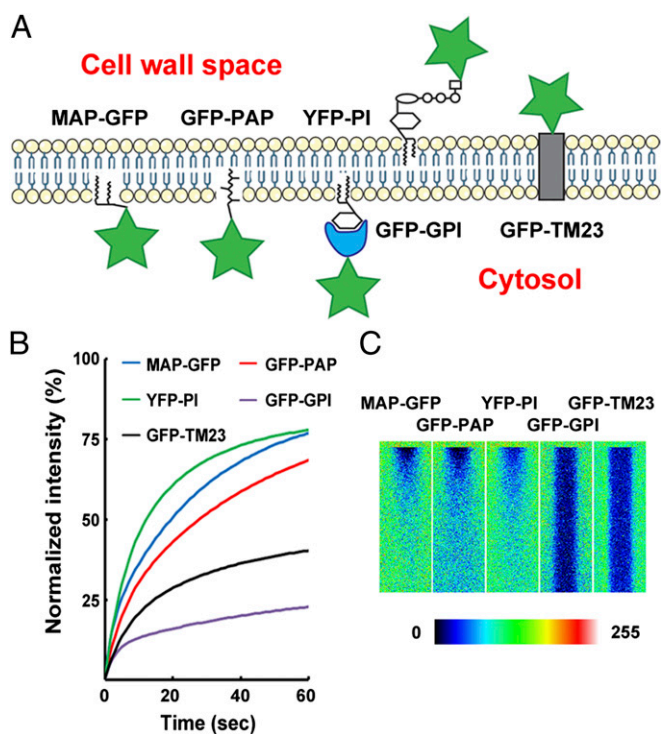 A
Cell wall space
MAP-GFP GFP-PAP YFP-PI
GFP-GPI GFP-TM23
Cytosol
B
Normalized intensity (%)
100
75
50
25
MAP-GFP GFP-PAP
YFP-PI GFP-GPI
GFP-TM23
0 20 40 60
Time (sec)
C
MAP-GFP YFP-PI GFP-TM23
GFP-PAP GFP-GPI
0 255